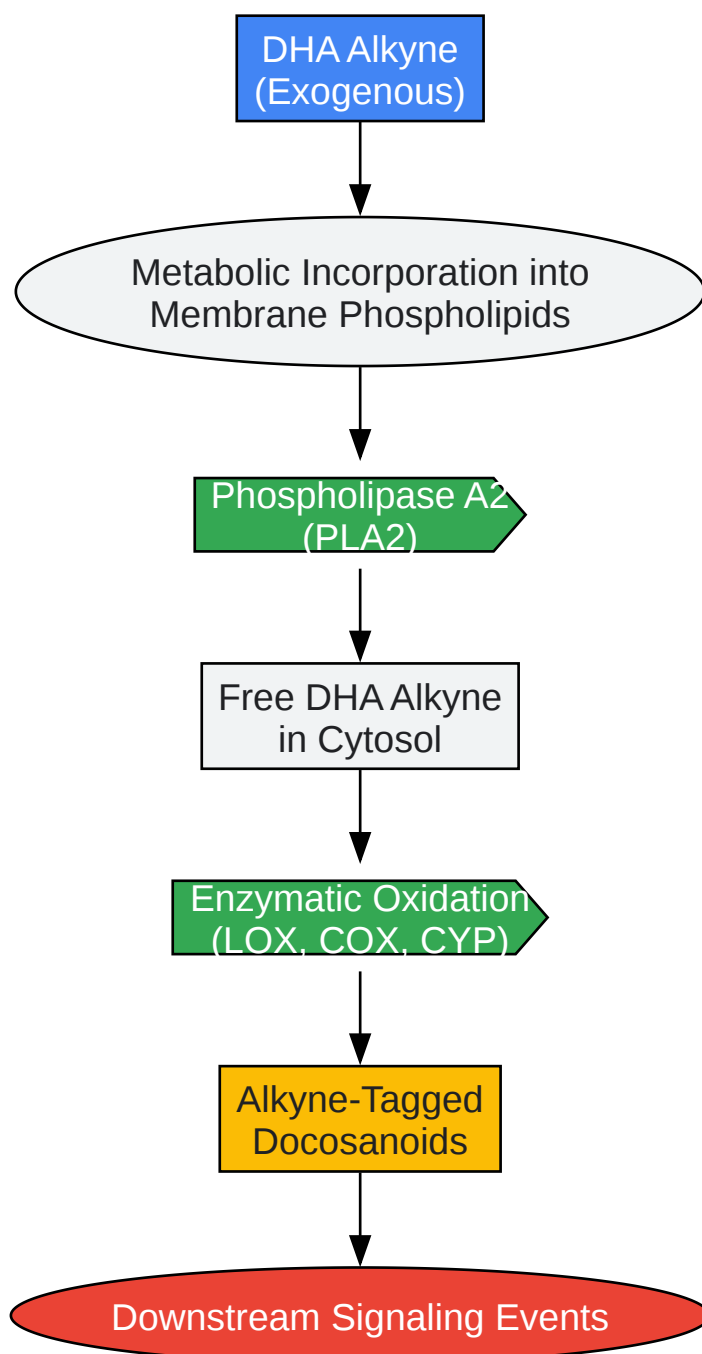 DHA Alkyne
(Exogenous)
Metabolic Incorporation into
Membrane Phospholipids
Phospholipase A2
(PLA2)
Free DHA Alkyne
in Cytosol
Enzymatic Oxidation
(LOX, COX, CYP)
Alkyne-Tagged
Docosanoids
Downstream Signaling Events